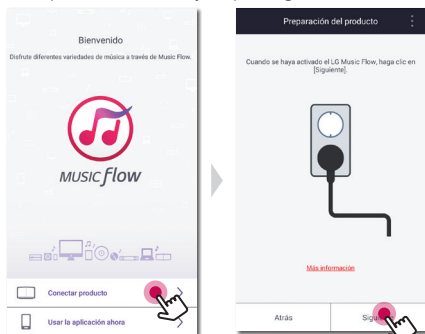 Bienvenido
Disfrute diferentes variedades de música a través de Music Flow.
MUSIC flow
Conectar producto
Usar la aplicación ahora
Preparación del producto
Cuando se haya activado el LG Music Flow, haga clic en
[Siguiente].
Más información
Atrás